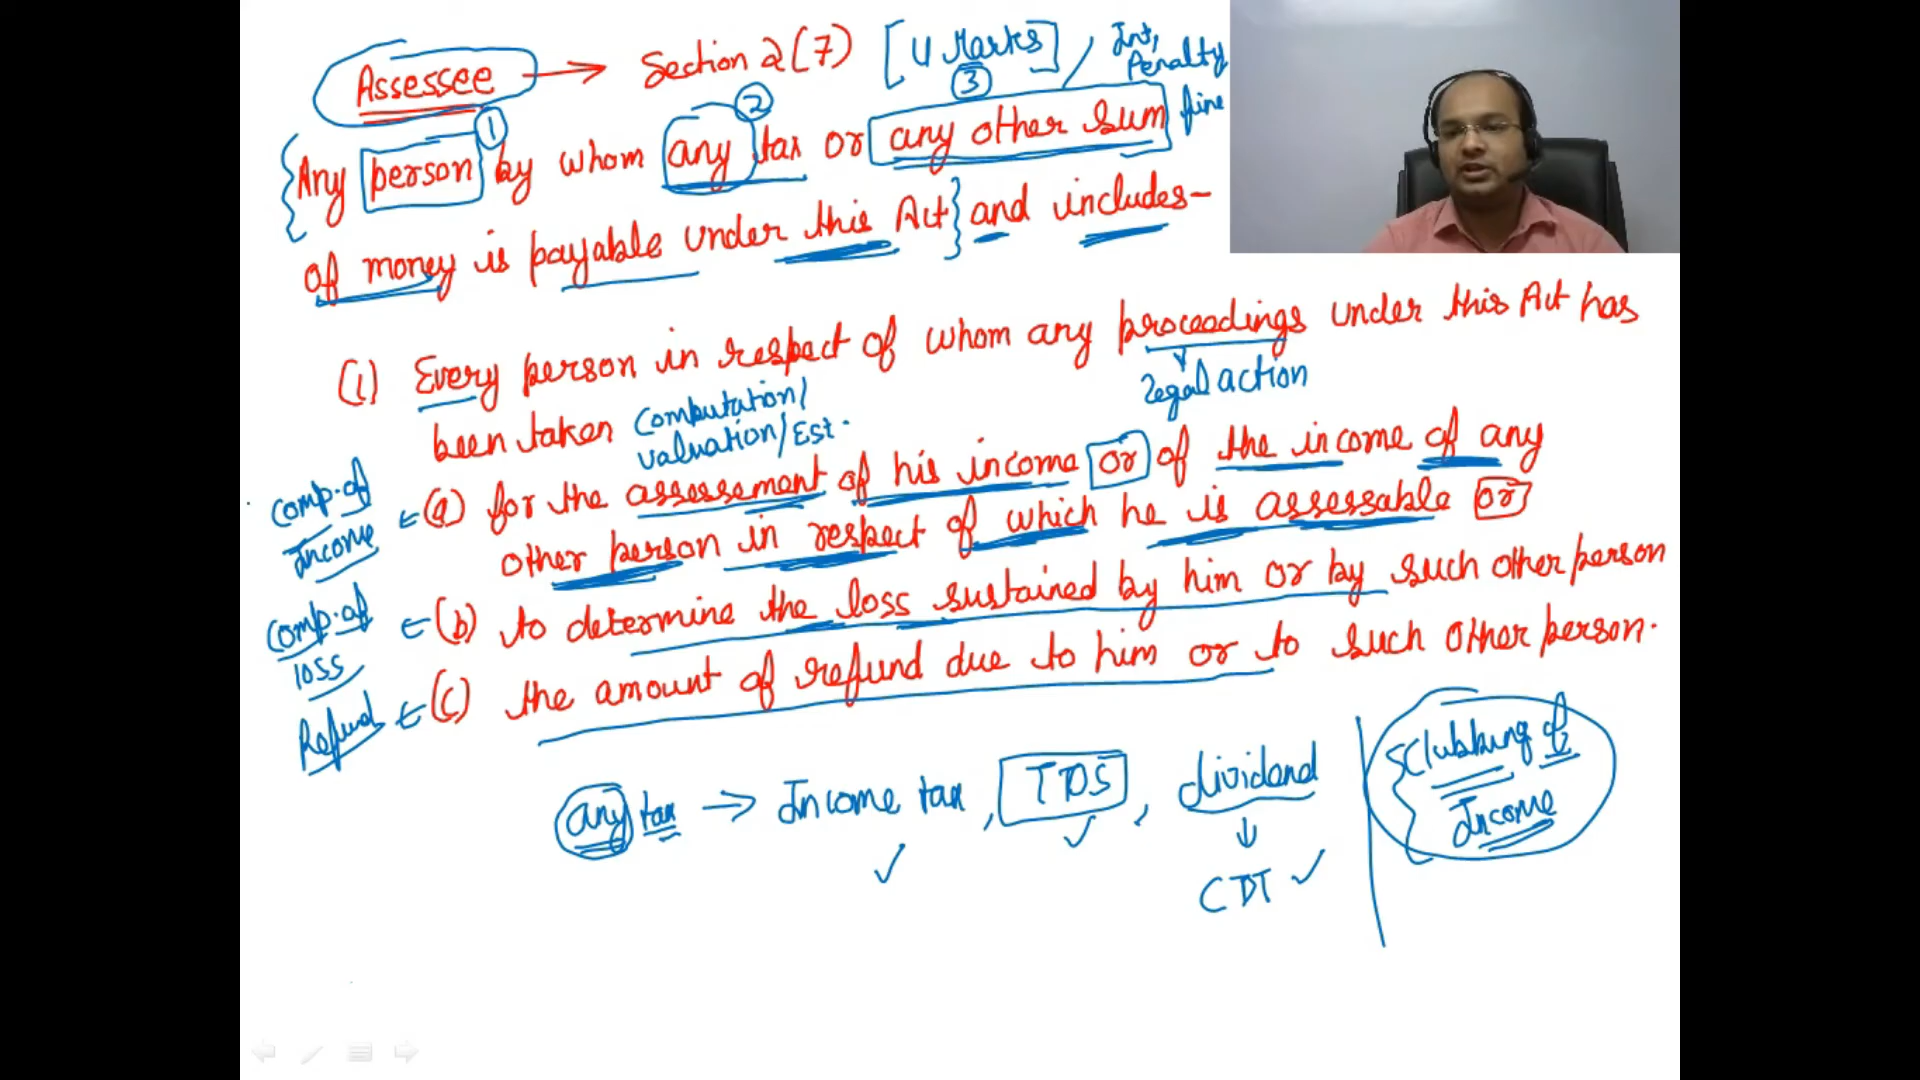 Assessee → Section 2(7) [4 Marks] / Int,
Penalty
fine
1 2 3
Any person by whom any tax or any other sum
of money is payable under this Act and includes-
(i) Every person in respect of whom any proceedings under this Act has
Legal action
been taken
Computation/
valuation/Est.
comp. of
Income
(a) for the assessement of his income or of the income of any
other person in respect of which he is assessable or
comp. of
loss
(b) to determine the loss sustained by him or by such other person
Refund
(c) the amount of refund due to him or to such other person.
any tax → Income tax, TDS, dividend
↓
CDT
Clubbing of
Income